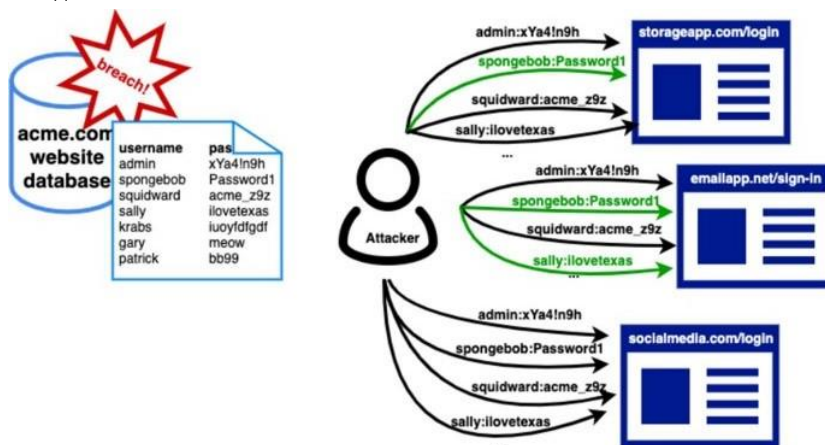 breach!
acme.com
website
database
username pas
admin xYa4!n9h
spongebob Password1
squidward acme_z9z
sally ilovetexas
krabs iuoyfdfgdf
gary meow
patrick bb99
Attacker
admin:xYa4!n9h
spongebob:Password1
squidward:acme_z9z
sally:ilovetexas
...
storageapp.com/login
admin:xYa4!n9h
spongebob:Password1
squidward:acme_z9z
sally:ilovetexas
...
emailapp.net/sign-in
admin:xYa4!n9h
spongebob:Password1
squidward:acme_z9z
sally:ilovetexas
socialmedia.com/login